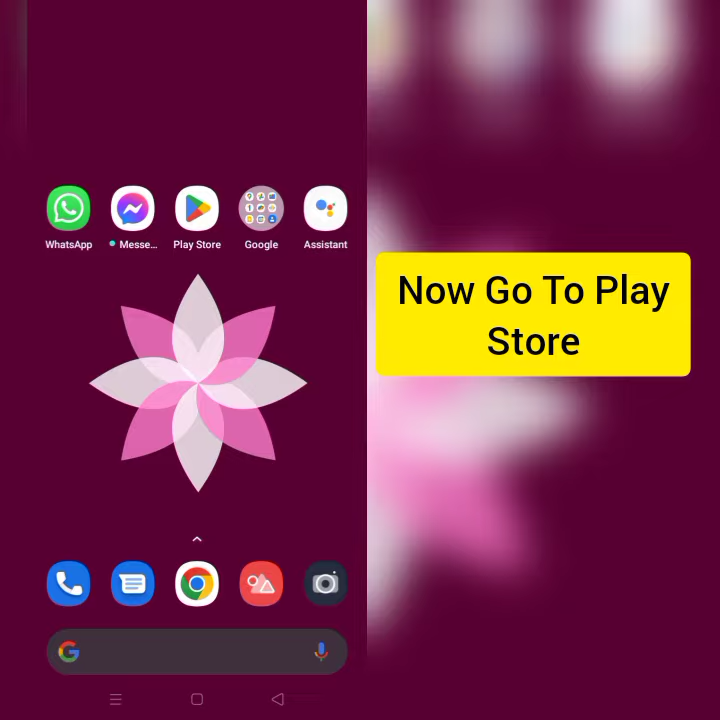 WhatsApp
Messe...
Play Store
Google
Assistant
Now Go To Play
Store